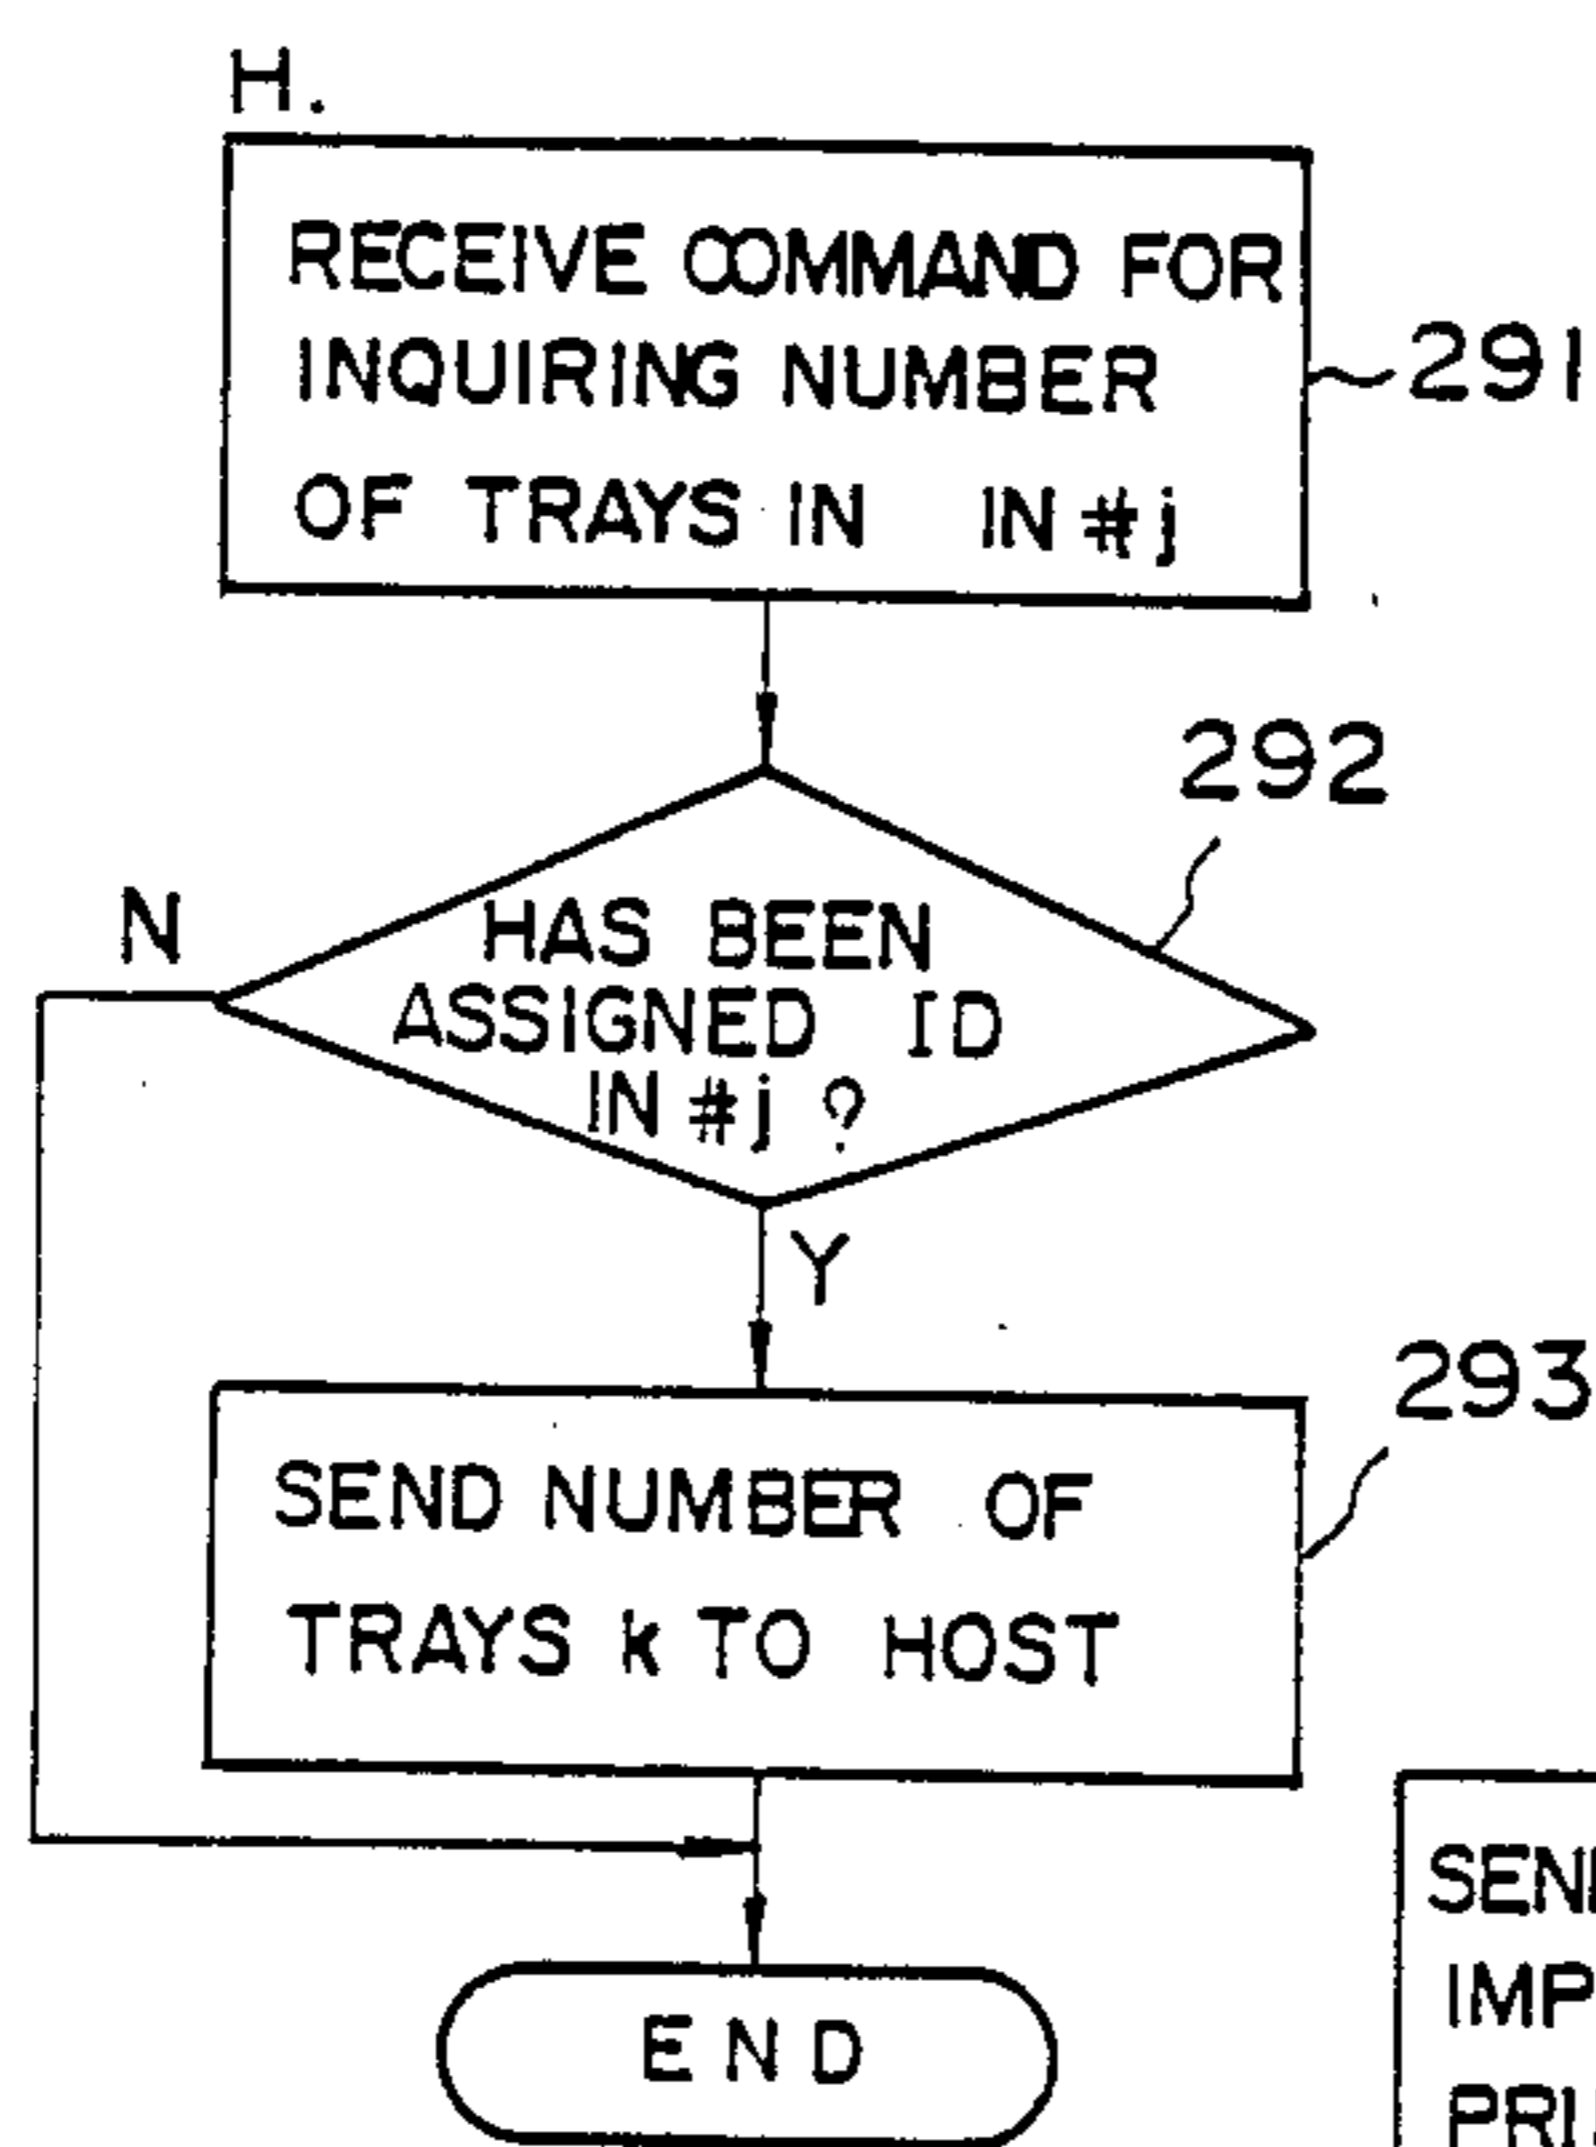 H.
RECEIVE COMMAND FOR
INQUIRING NUMBER
OF TRAYS IN IN #j
291
292
N
HAS BEEN
ASSIGNED ID
IN #j ?
Y
293
SEND NUMBER OF
TRAYS k TO HOST
END